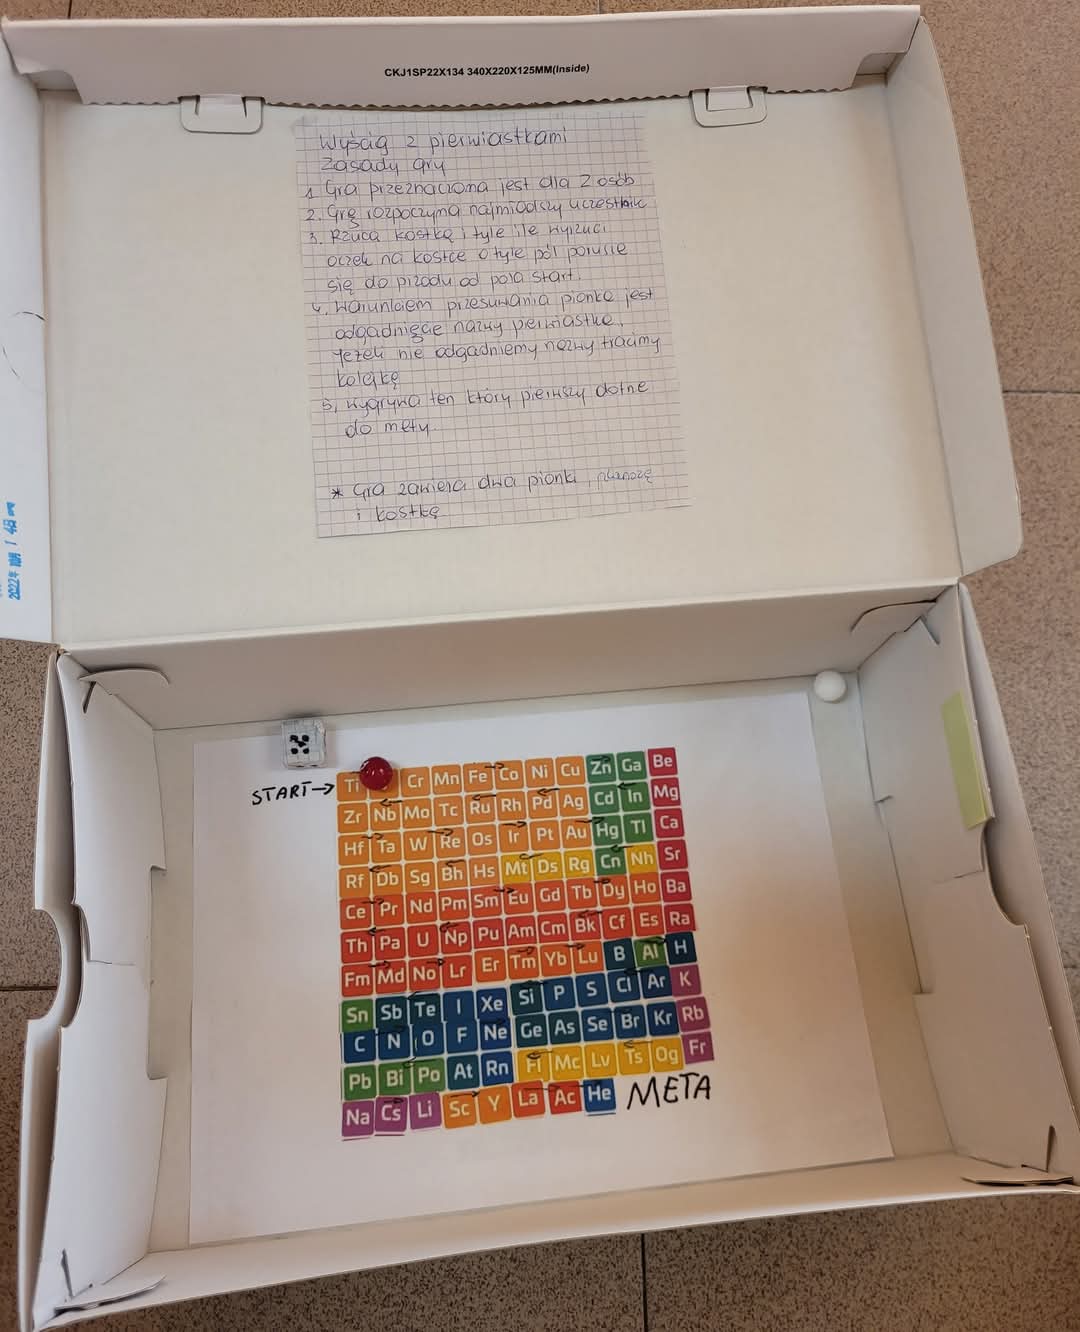 CKJ1SP22X134 340X220X125MM(Inside)
Wyścig z pierwiastkami
Zasady gry
1. Gra przeznaczona jest dla 2 osób
2. Grę rozpoczyna najmłodszy uczestnik
3. Rzuca kostką i tyle ile wyrzuci
oczek na kostce o tyle pól porusze
się do przodu od pola start.
4. Warunkiem przesuwania pionka jest
odgadnięcie nazwy perwiastka.
Jeżeli nie odgadniemy nazwy tracimy
kolejkę
5. Wygrywa ten który pierwszy dotrze
do mety.
* Gra zawiera dwa pionki, planszę
i kostkę
2022年
START→
Ti Cr Mn Fe Co Ni Cu Zn Ga Be
Zr Nb Mo Tc Ru Rh Pd Ag Cd In Mg
Hf Ta W Re Os Ir Pt Au Hg Tl Ca
Rf Db Sg Bh Hs Mt Ds Rg Cn Nh Sr
Ce Pr Nd Pm Sm Eu Gd Tb Dy Ho Ba
Th Pa U Np Pu Am Cm Bk Cf Es Ra
Fm Md No Lr Er Tm Yb Lu B Al H
Sn Sb Te I Xe Si P S Cl Ar K
C N O F Ne Ge As Se Br Kr Rb
Pb Bi Po At Rn Fl Mc Lv Ts Og Fr
Na Cs Li Sc Y La Ac He META